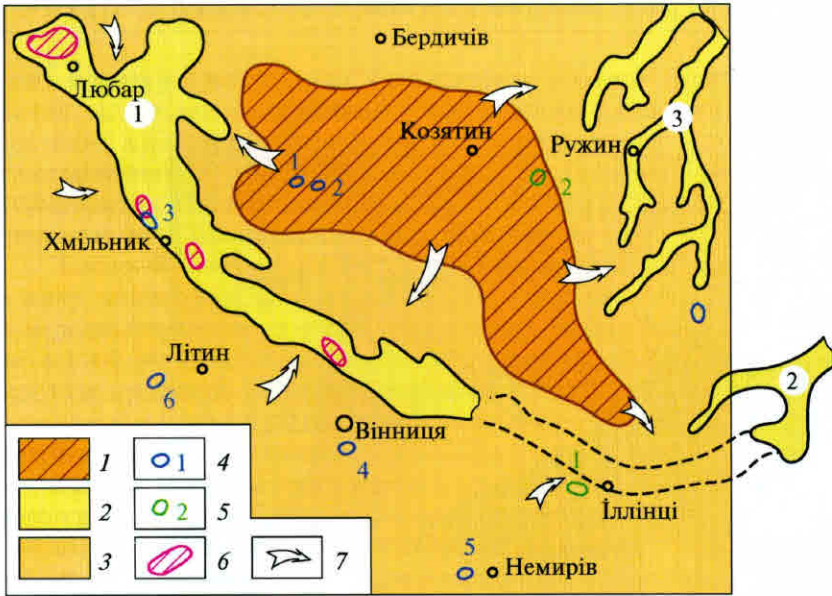 Бердичів
Любар
1
Козятин
Ружин
3
1
2
2
3
Хмільник
Літин
6
2
Вінниця
4
1
Іллінці
5
Немирів
1
1 4
2
2 5
3
6
7